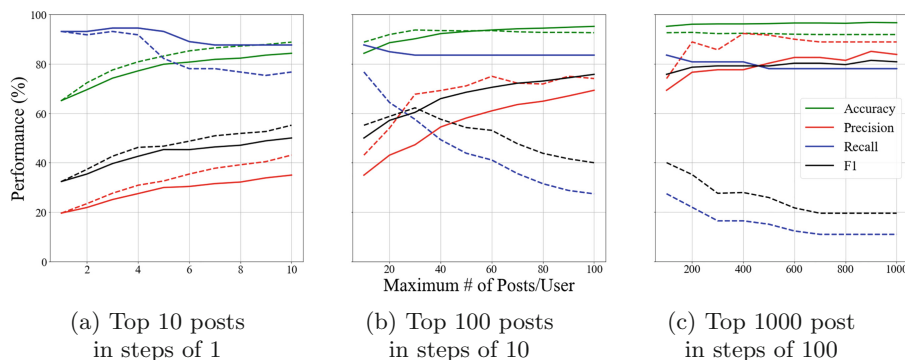 100
80
60
40
20
0
Performance (%)
2 4 6 8 10
20 40 60 80 100
200 400 600 800 1000
Accuracy
Precision
Recall
F1
Maximum # of Posts/User
(a) Top 10 posts
in steps of 1
(b) Top 100 posts
in steps of 10
(c) Top 1000 post
in steps of 100